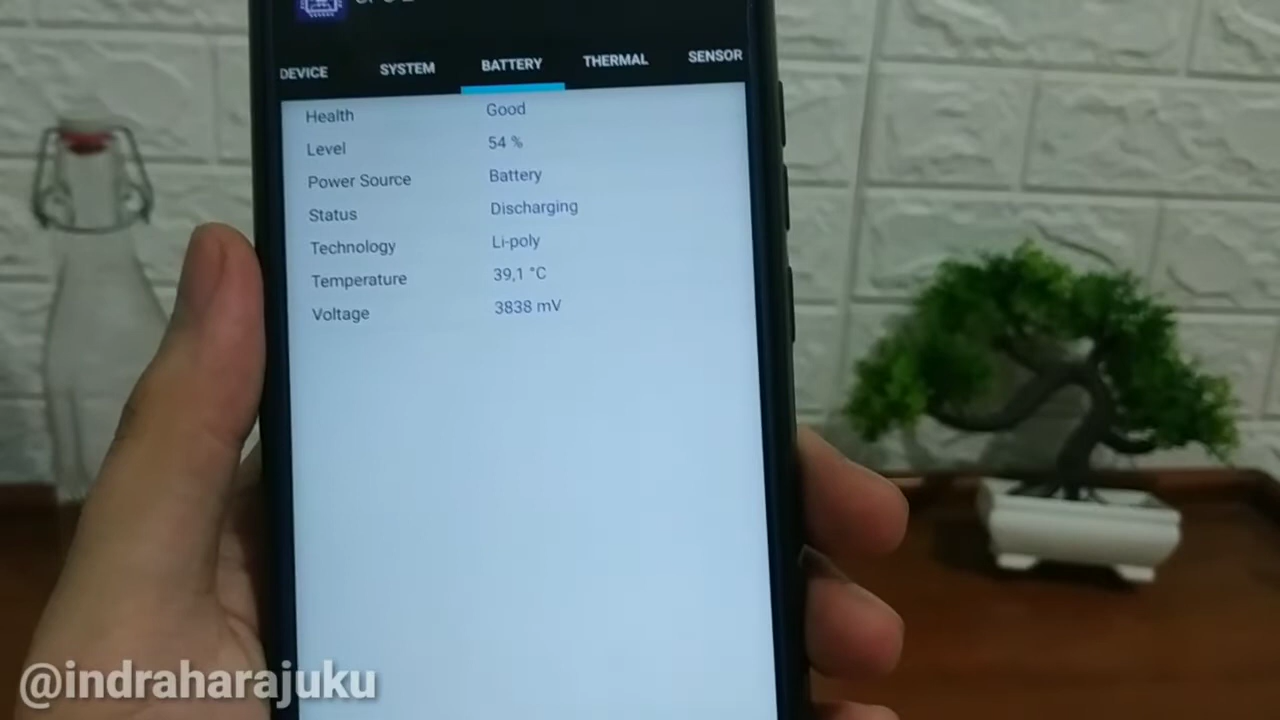 DEVICE SYSTEM BATTERY THERMAL SENSOR
Health Good
Level 54 %
Power Source Battery
Status Discharging
Technology Li-poly
Temperature 39,1 °C
Voltage 3838 mV
@indraharajuku